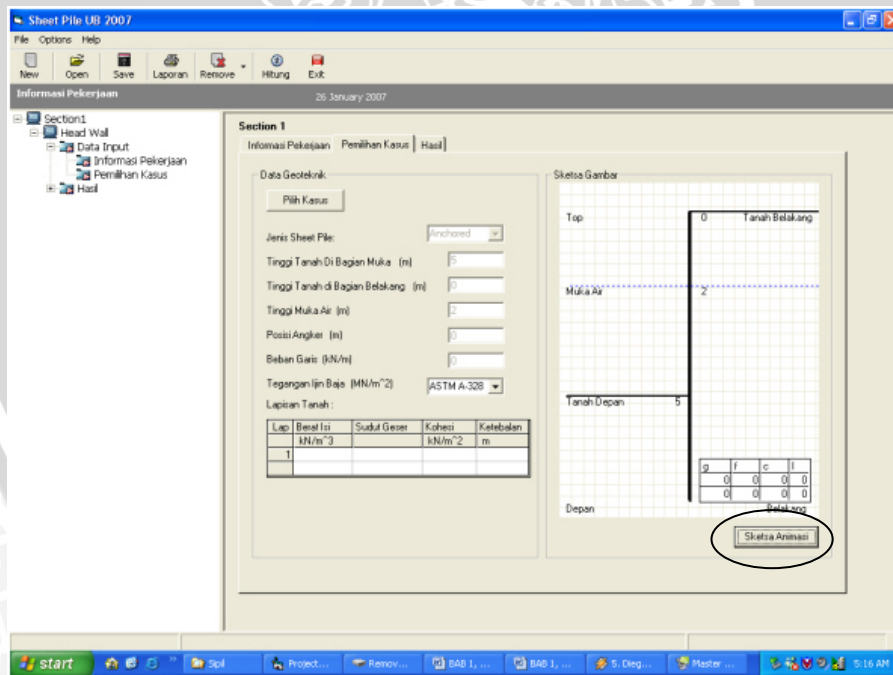 Sheet Pile UB 2007
File Options Help
New Open Save Laporan Remove Hitung Exit
Informasi Pekerjaan 26 January 2007
Section1
Head Wall
Data Input
Informasi Pekerjaan
Pemilihan Kasus
Hasil
Section 1
Informasi Pekerjaan Pemilihan Kasus Hasil
Data Geoteknik
Pilih Kasus
Jenis Sheet Pile: Anchored
Tinggi Tanah Di Bagian Muka (m) 5
Tinggi Tanah di Bagian Belakang (m) 0
Tinggi Muka Air (m) 2
Posisi Angker (m) 0
Beban Garis (kN/m) 0
Tegangan Ijin Baja (MN/m^2) ASTM A-328
Lapisan Tanah :
Lap Berat Isi Sudut Geser Kohesi Ketebalan
kN/m^3 kN/m^2 m
1
Sketsa Gambar
Top 0 Tanah Belakang
Muka Air 2
Tanah Depan 5
g f c l
0 0 0 0
0 0 0 0
Depan Belakang
Sketsa Animasi
start Sipil Project... Remov... BAB 1, ... BAB 1, ... 5. Dieg... Master ... 5:16 AM